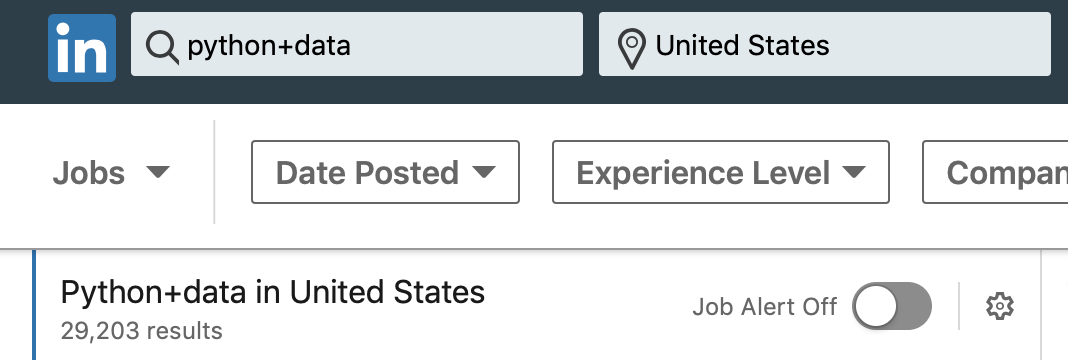 in python+data United States
Jobs Date Posted Experience Level Compan
Python+data in United States
Job Alert Off
29,203 results